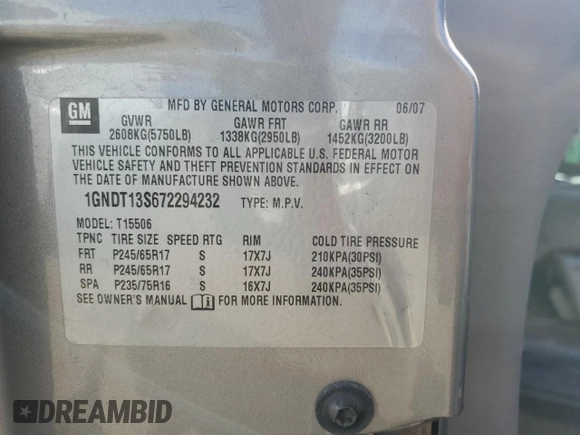 GM
MFD BY GENERAL MOTORS CORP. 06/07
GVWR GAWR FRT GAWR RR
2608KG(5750LB) 1338KG(2950LB) 1452KG(3200LB)
THIS VEHICLE CONFORMS TO ALL APPLICABLE U.S. FEDERAL MOTOR
VEHICLE SAFETY AND THEFT PREVENTION STANDARDS IN EFFECT ON
THE DATE OF MANUFACTURE SHOWN ABOVE.
1GNDT13S672294232 TYPE: M.P.V.
MODEL: T15506
TPNC TIRE SIZE SPEED RTG RIM COLD TIRE PRESSURE
FRT P245/65R17 S 17X7J 210KPA(30PSI)
RR P245/65R17 S 17X7J 240KPA(35PSI)
SPA P235/75R16 S 16X7J 240KPA(35PSI)
SEE OWNER'S MANUAL FOR MORE INFORMATION.
DREAMBID